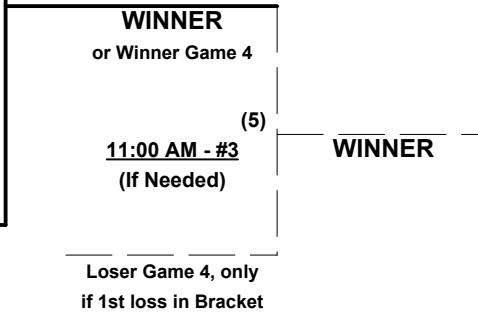 WINNER
or Winner Game 4
(5)
11:00 AM - #3
WINNER
(If Needed)
Loser Game 4, only
if 1st loss in Bracket